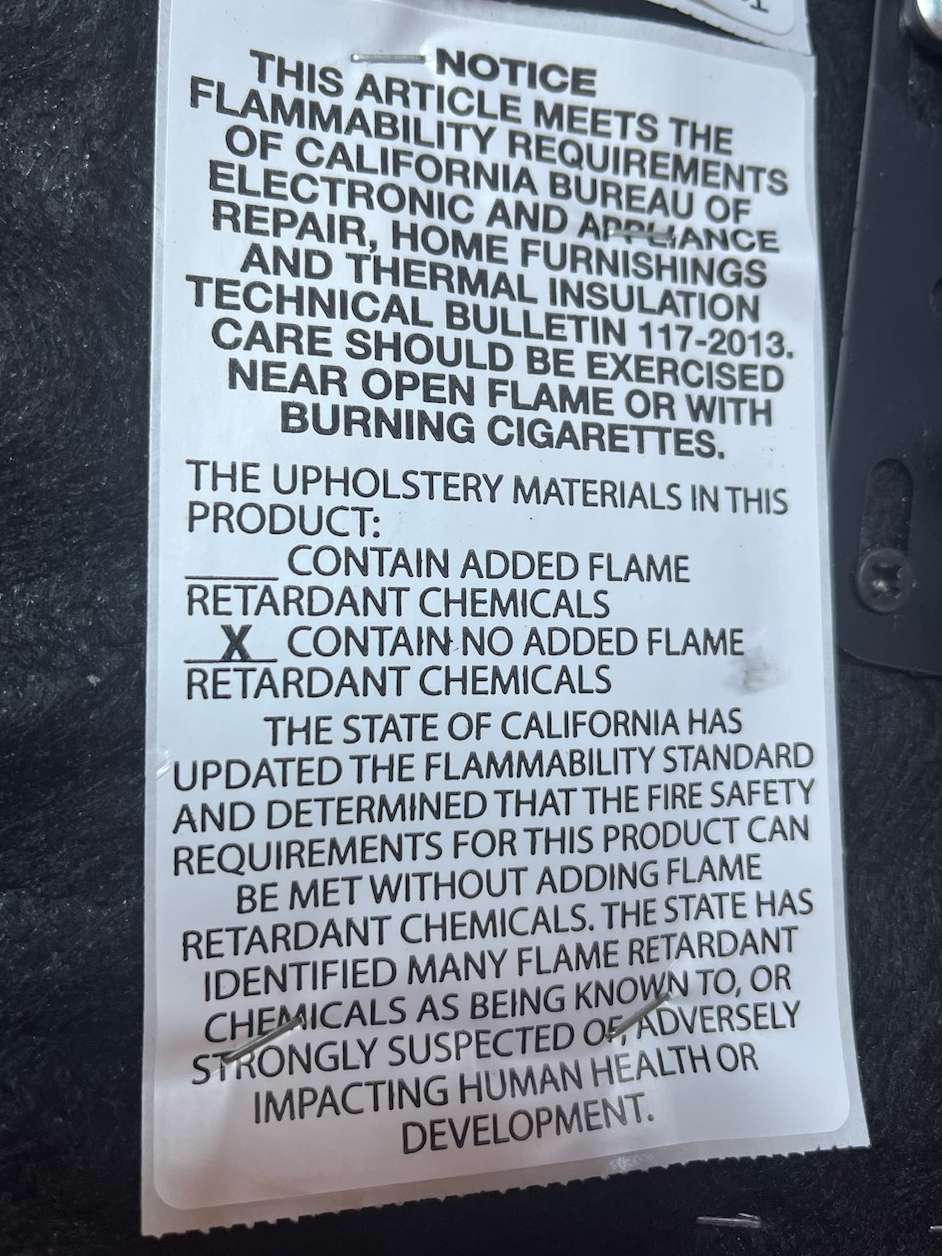 NOTICE
THIS ARTICLE MEETS THE
FLAMMABILITY REQUIREMENTS
OF CALIFORNIA BUREAU OF
ELECTRONIC AND APPLIANCE
REPAIR, HOME FURNISHINGS
AND THERMAL INSULATION
TECHNICAL BULLETIN 117-2013.
CARE SHOULD BE EXERCISED
NEAR OPEN FLAME OR WITH
BURNING CIGARETTES.
THE UPHOLSTERY MATERIALS IN THIS
PRODUCT:
_____ CONTAIN ADDED FLAME
RETARDANT CHEMICALS
__X__ CONTAIN NO ADDED FLAME
RETARDANT CHEMICALS
THE STATE OF CALIFORNIA HAS
UPDATED THE FLAMMABILITY STANDARD
AND DETERMINED THAT THE FIRE SAFETY
REQUIREMENTS FOR THIS PRODUCT CAN
BE MET WITHOUT ADDING FLAME
RETARDANT CHEMICALS. THE STATE HAS
IDENTIFIED MANY FLAME RETARDANT
CHEMICALS AS BEING KNOWN TO, OR
STRONGLY SUSPECTED OF, ADVERSELY
IMPACTING HUMAN HEALTH OR
DEVELOPMENT.